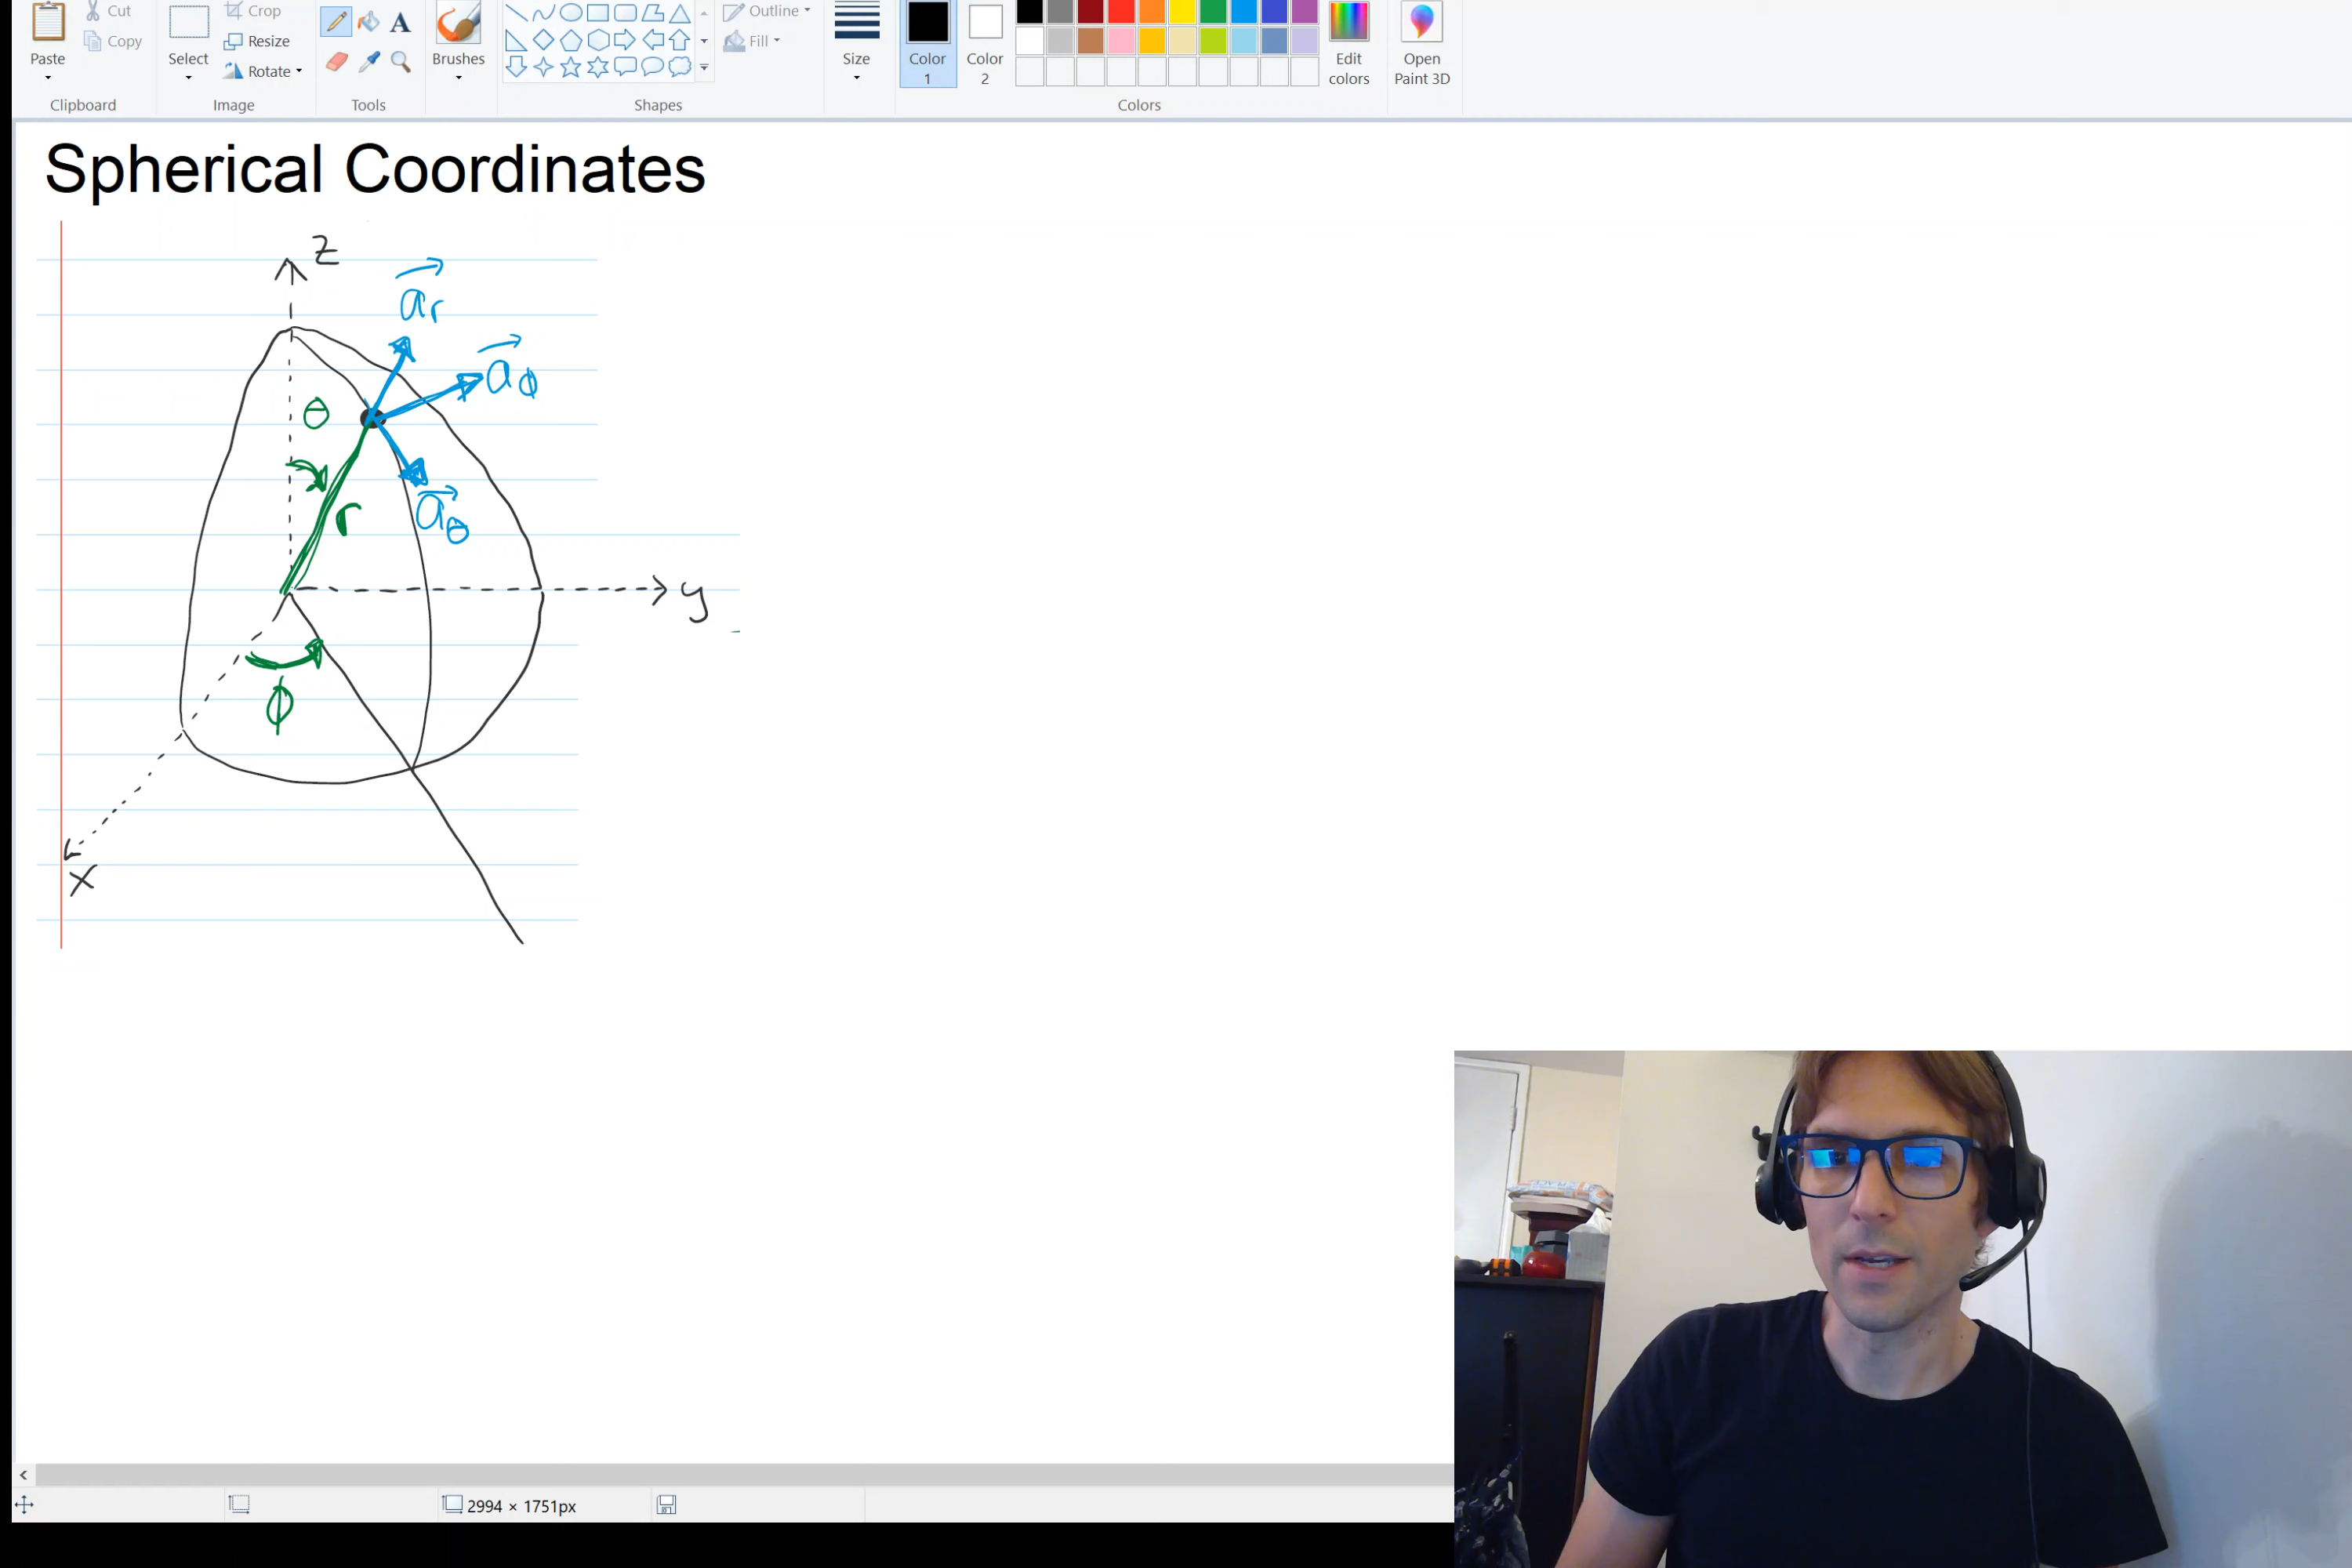 Paste
Cut
Copy
Clipboard
Select
Crop
Resize
Rotate
Image
A
Tools
Brushes
Shapes
Outline
Fill
Size
Color
1
Color
2
Edit
colors
Colors
Open
Paint 3D
Spherical Coordinates
z
a⃗r
a⃗ϕ
θ
r
a⃗θ
y
ϕ
x
2994 × 1751px